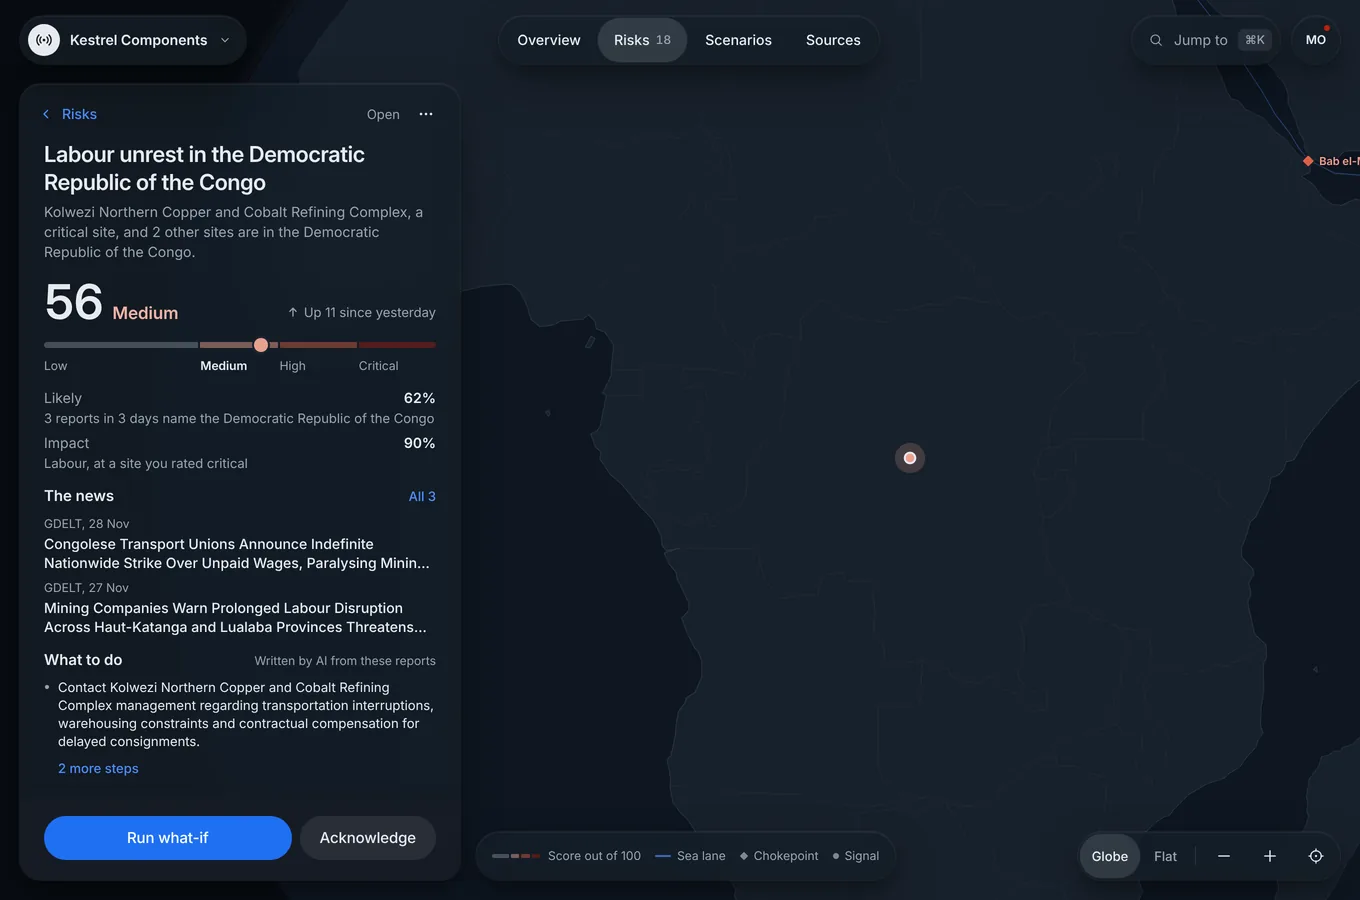 Kestrel Components
Overview
Risks 18
Scenarios
Sources
Jump to ⌘K
MO
Risks
Open
Labour unrest in the Democratic
Republic of the Congo
Kolwezi Northern Copper and Cobalt Refining Complex, a
critical site, and 2 other sites are in the Democratic
Republic of the Congo.
56 Medium
↑ Up 11 since yesterday
Low
Medium
High
Critical
Likely 62%
3 reports in 3 days name the Democratic Republic of the Congo
Impact 90%
Labour, at a site you rated critical
The news
All 3
GDELT, 28 Nov
Congolese Transport Unions Announce Indefinite
Nationwide Strike Over Unpaid Wages, Paralysing Minin…
GDELT, 27 Nov
Mining Companies Warn Prolonged Labour Disruption
Across Haut-Katanga and Lualaba Provinces Threatens…
What to do
Written by AI from these reports
• Contact Kolwezi Northern Copper and Cobalt Refining
Complex management regarding transportation interruptions,
warehousing constraints and contractual compensation for
delayed consignments.
2 more steps
Run what-if
Acknowledge
Bab el-
Score out of 100
Sea lane
Chokepoint
Signal
Globe
Flat